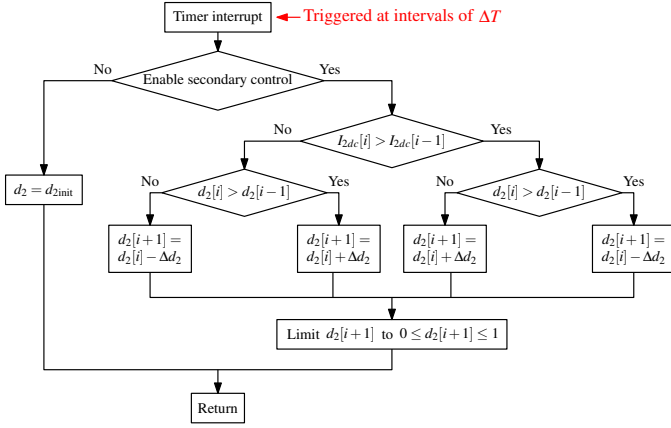 Timer interrupt
Triggered at intervals of ΔT
No
Enable secondary control
Yes
No
I₂dc[i] > I₂dc[i−1]
Yes
d₂ = d₂init
No
d₂[i] > d₂[i−1]
Yes
No
d₂[i] > d₂[i−1]
Yes
d₂[i+1] =
d₂[i] − Δd₂
d₂[i+1] =
d₂[i] + Δd₂
d₂[i+1] =
d₂[i] + Δd₂
d₂[i+1] =
d₂[i] − Δd₂
Limit d₂[i+1] to 0 ≤ d₂[i+1] ≤ 1
Return